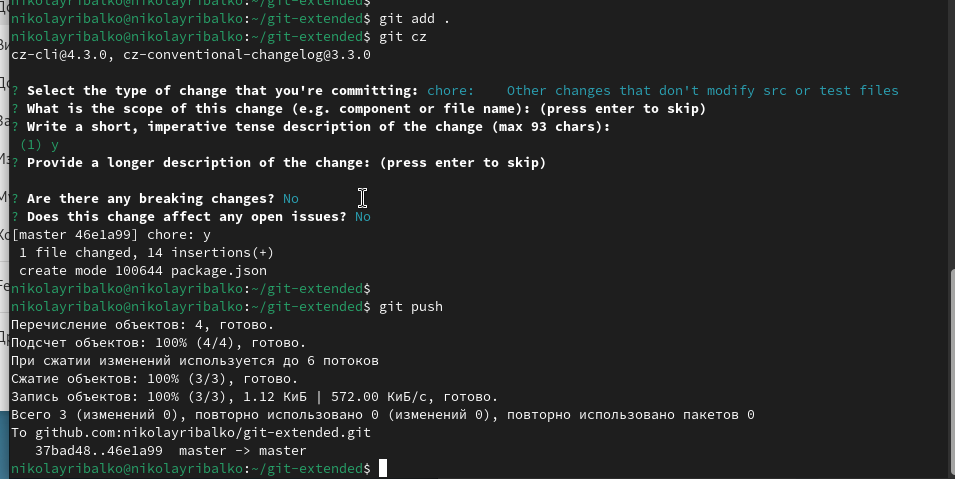 nikolayribalko@nikolayribalko:~/git-extended$
nikolayribalko@nikolayribalko:~/git-extended$ git add .
nikolayribalko@nikolayribalko:~/git-extended$ git cz
cz-cli@4.3.0, cz-conventional-changelog@3.3.0
? Select the type of change that you're committing: chore:    Other changes that don't modify src or test files
? What is the scope of this change (e.g. component or file name): (press enter to skip)
? Write a short, imperative tense description of the change (max 93 chars):
(1) y
? Provide a longer description of the change: (press enter to skip)
? Are there any breaking changes? No
? Does this change affect any open issues? No
[master 46e1a99] chore: y
1 file changed, 14 insertions(+)
create mode 100644 package.json
nikolayribalko@nikolayribalko:~/git-extended$
nikolayribalko@nikolayribalko:~/git-extended$ git push
Перечисление объектов: 4, готово.
Подсчет объектов: 100% (4/4), готово.
При сжатии изменений используется до 6 потоков
Сжатие объектов: 100% (3/3), готово.
Запись объектов: 100% (3/3), 1.12 КиБ | 572.00 КиБ/с, готово.
Всего 3 (изменений 0), повторно использовано 0 (изменений 0), повторно использовано пакетов 0
To github.com:nikolayribalko/git-extended.git
37bad48..46e1a99  master -> master
nikolayribalko@nikolayribalko:~/git-extended$